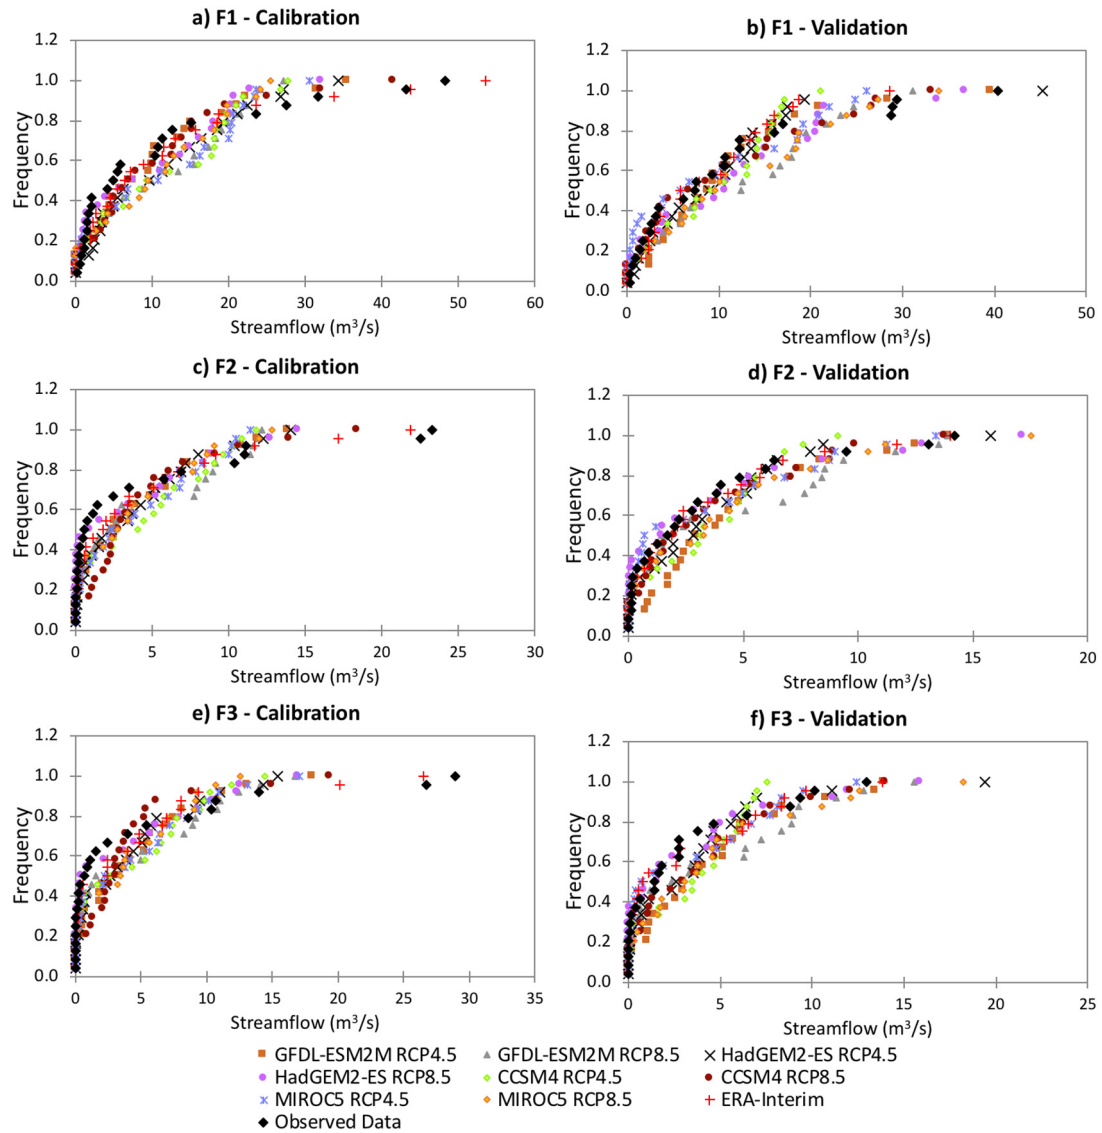 a) F1 - Calibration
1.2
1.0
0.8
0.6
0.4
0.2
0.0
Frequency
0 10 20 30 40 50 60
Streamflow (m³/s)
b) F1 - Validation
1.2
1.0
0.8
0.6
0.4
0.2
0.0
Frequency
0 10 20 30 40 50
Streamflow (m³/s)
c) F2 - Calibration
1.2
1.0
0.8
0.6
0.4
0.2
0.0
Frequency
0 5 10 15 20 25 30
Streamflow (m³/s)
d) F2 - Validation
1.2
1.0
0.8
0.6
0.4
0.2
0.0
Frequency
0 5 10 15 20
Streamflow (m³/s)
e) F3 - Calibration
1.2
1.0
0.8
0.6
0.4
0.2
0.0
Frequency
0 5 10 15 20 25 30 35
Streamflow (m³/s)
f) F3 - Validation
1.2
1.0
0.8
0.6
0.4
0.2
0.0
Frequency
0 5 10 15 20 25
Streamflow (m³/s)
GFDL-ESM2M RCP4.5 GFDL-ESM2M RCP8.5 HadGEM2-ES RCP4.5
HadGEM2-ES RCP8.5 CCSM4 RCP4.5 CCSM4 RCP8.5
MIROC5 RCP4.5 MIROC5 RCP8.5 ERA-Interim
Observed Data